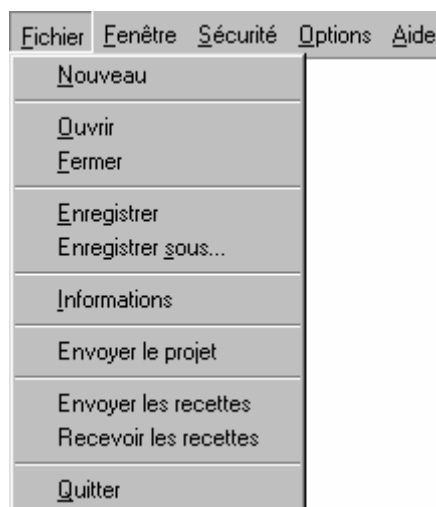 Fichier Fenêtre Sécurité Options Aide
Nouveau
Ouvrir
Fermer
Enregistrer
Enregistrer sous...
Informations
Envoyer le projet
Envoyer les recettes
Recevoir les recettes
Quitter